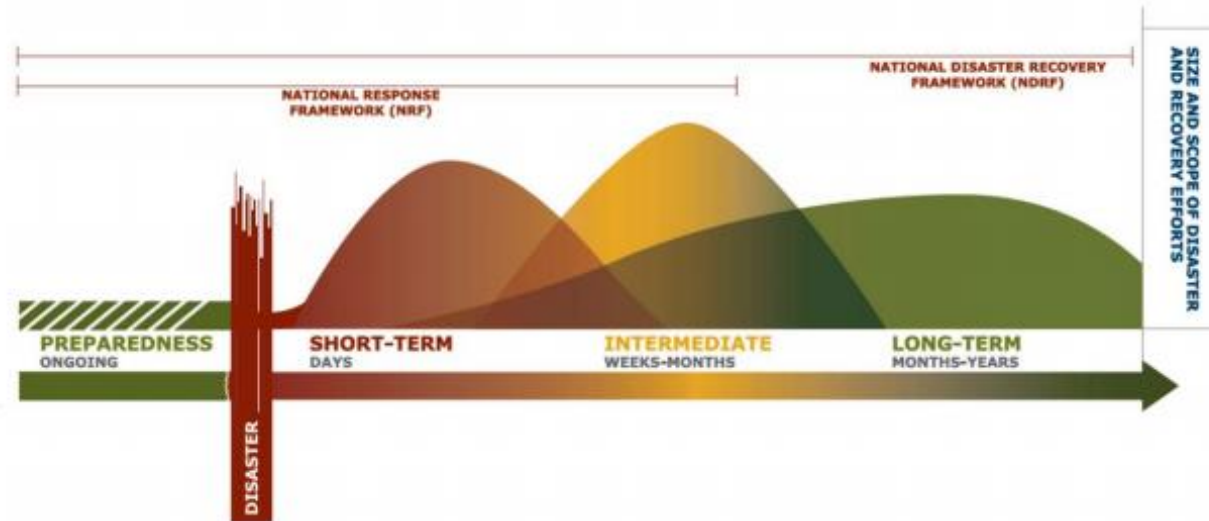 NATIONAL DISASTER RECOVERY
FRAMEWORK (NDRF)
NATIONAL RESPONSE
FRAMEWORK (NRF)
SIZE AND SCOPE OF DISASTER
AND RECOVERY EFFORTS
PREPAREDNESS
ONGOING
SHORT-TERM
DAYS
INTERMEDIATE
WEEKS-MONTHS
LONG-TERM
MONTHS-YEARS
DISASTER